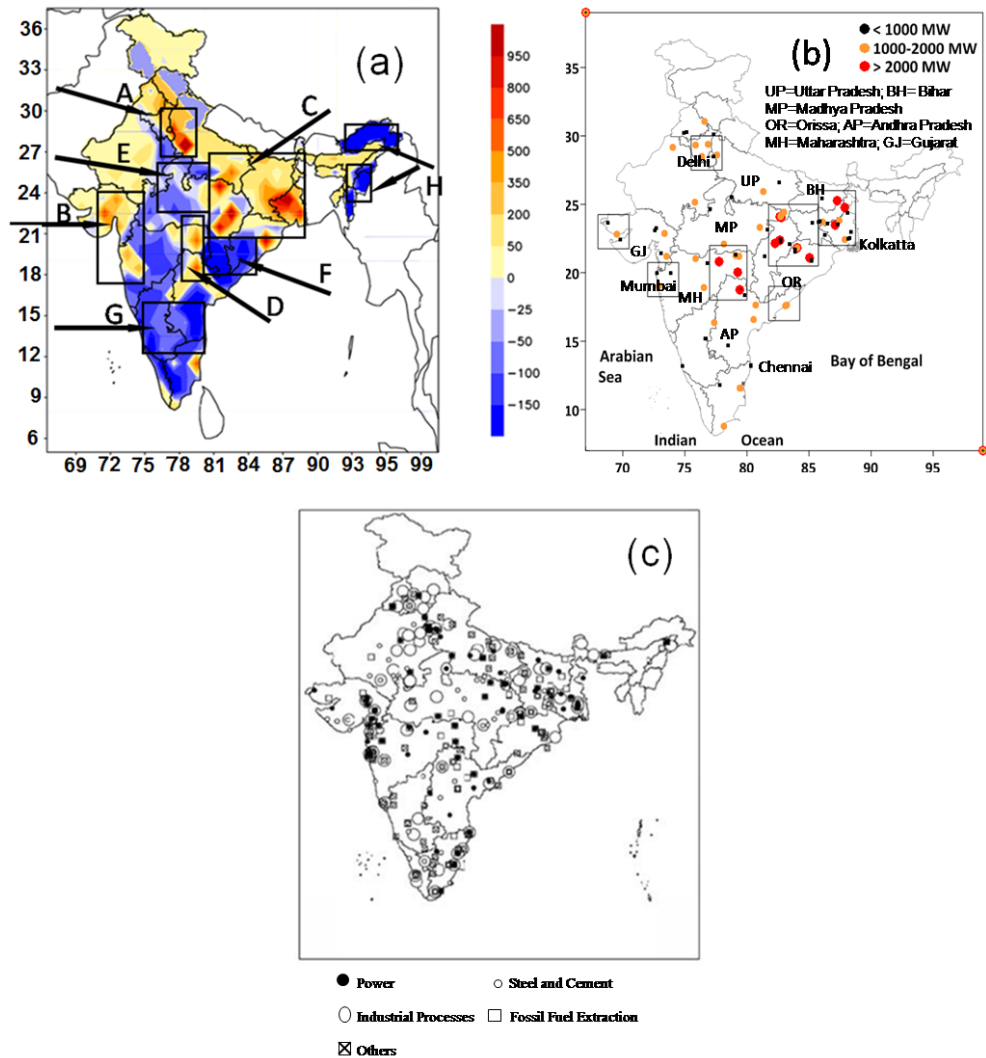 (a)
36
33
30
27
24
21
18
15
12
9
6
69 72 75 78 81 84 87 90 93 96 99
A
C
E
B
H
F
D
G
950
800
650
500
350
200
50
0
−25
−50
−75
−100
−150
(b)
< 1000 MW
1000-2000 MW
> 2000 MW
UP=Uttar Pradesh; BH= Bihar
MP=Madhya Pradesh
OR=Orissa; AP=Andhra Pradesh
MH=Maharashtra; GJ=Gujarat
35
30
25
20
15
10
70 75 80 85 90 95
Delhi
UP
BH
MP
Kolkatta
GJ
Mumbai
MH
OR
AP
Arabian
Sea
Chennai
Bay of Bengal
Indian Ocean
(c)
Power
Steel and Cement
Industrial Processes
Fossil Fuel Extraction
Others